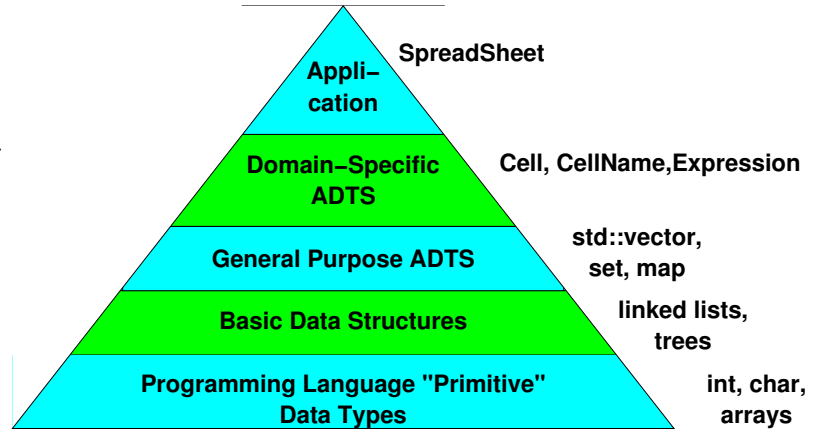 SpreadSheet
Appli−
cation
Domain−Specific
ADTS
Cell, CellName,Expression
General Purpose ADTS
std::vector,
set, map
Basic Data Structures
linked lists,
trees
Programming Language "Primitive"
Data Types
int, char,
arrays